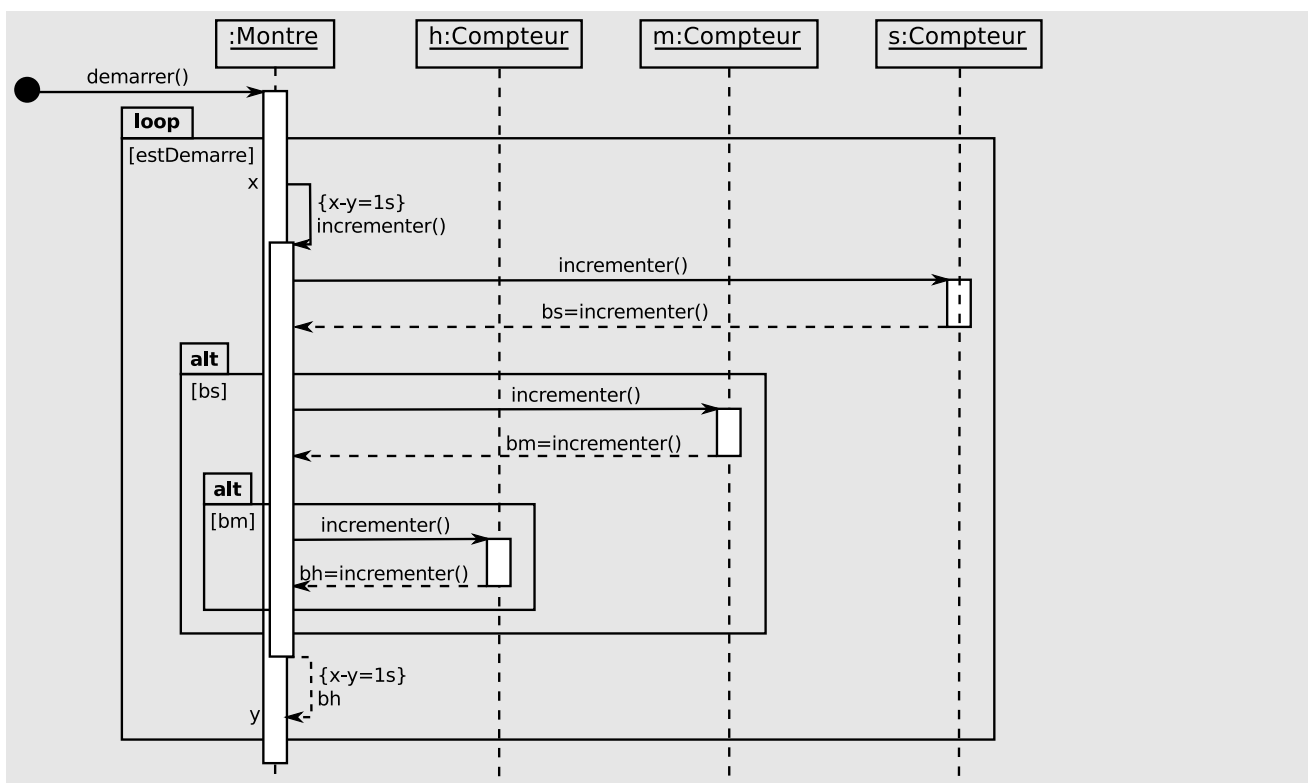 :Montre
h:Compteur
m:Compteur
s:Compteur
demarrer()
loop
[estDemarre]
x
{x-y=1s}
incrementer()
incrementer()
bs=incrementer()
alt
[bs]
incrementer()
bm=incrementer()
alt
[bm]
incrementer()
bh=incrementer()
{x-y=1s}
bh
y